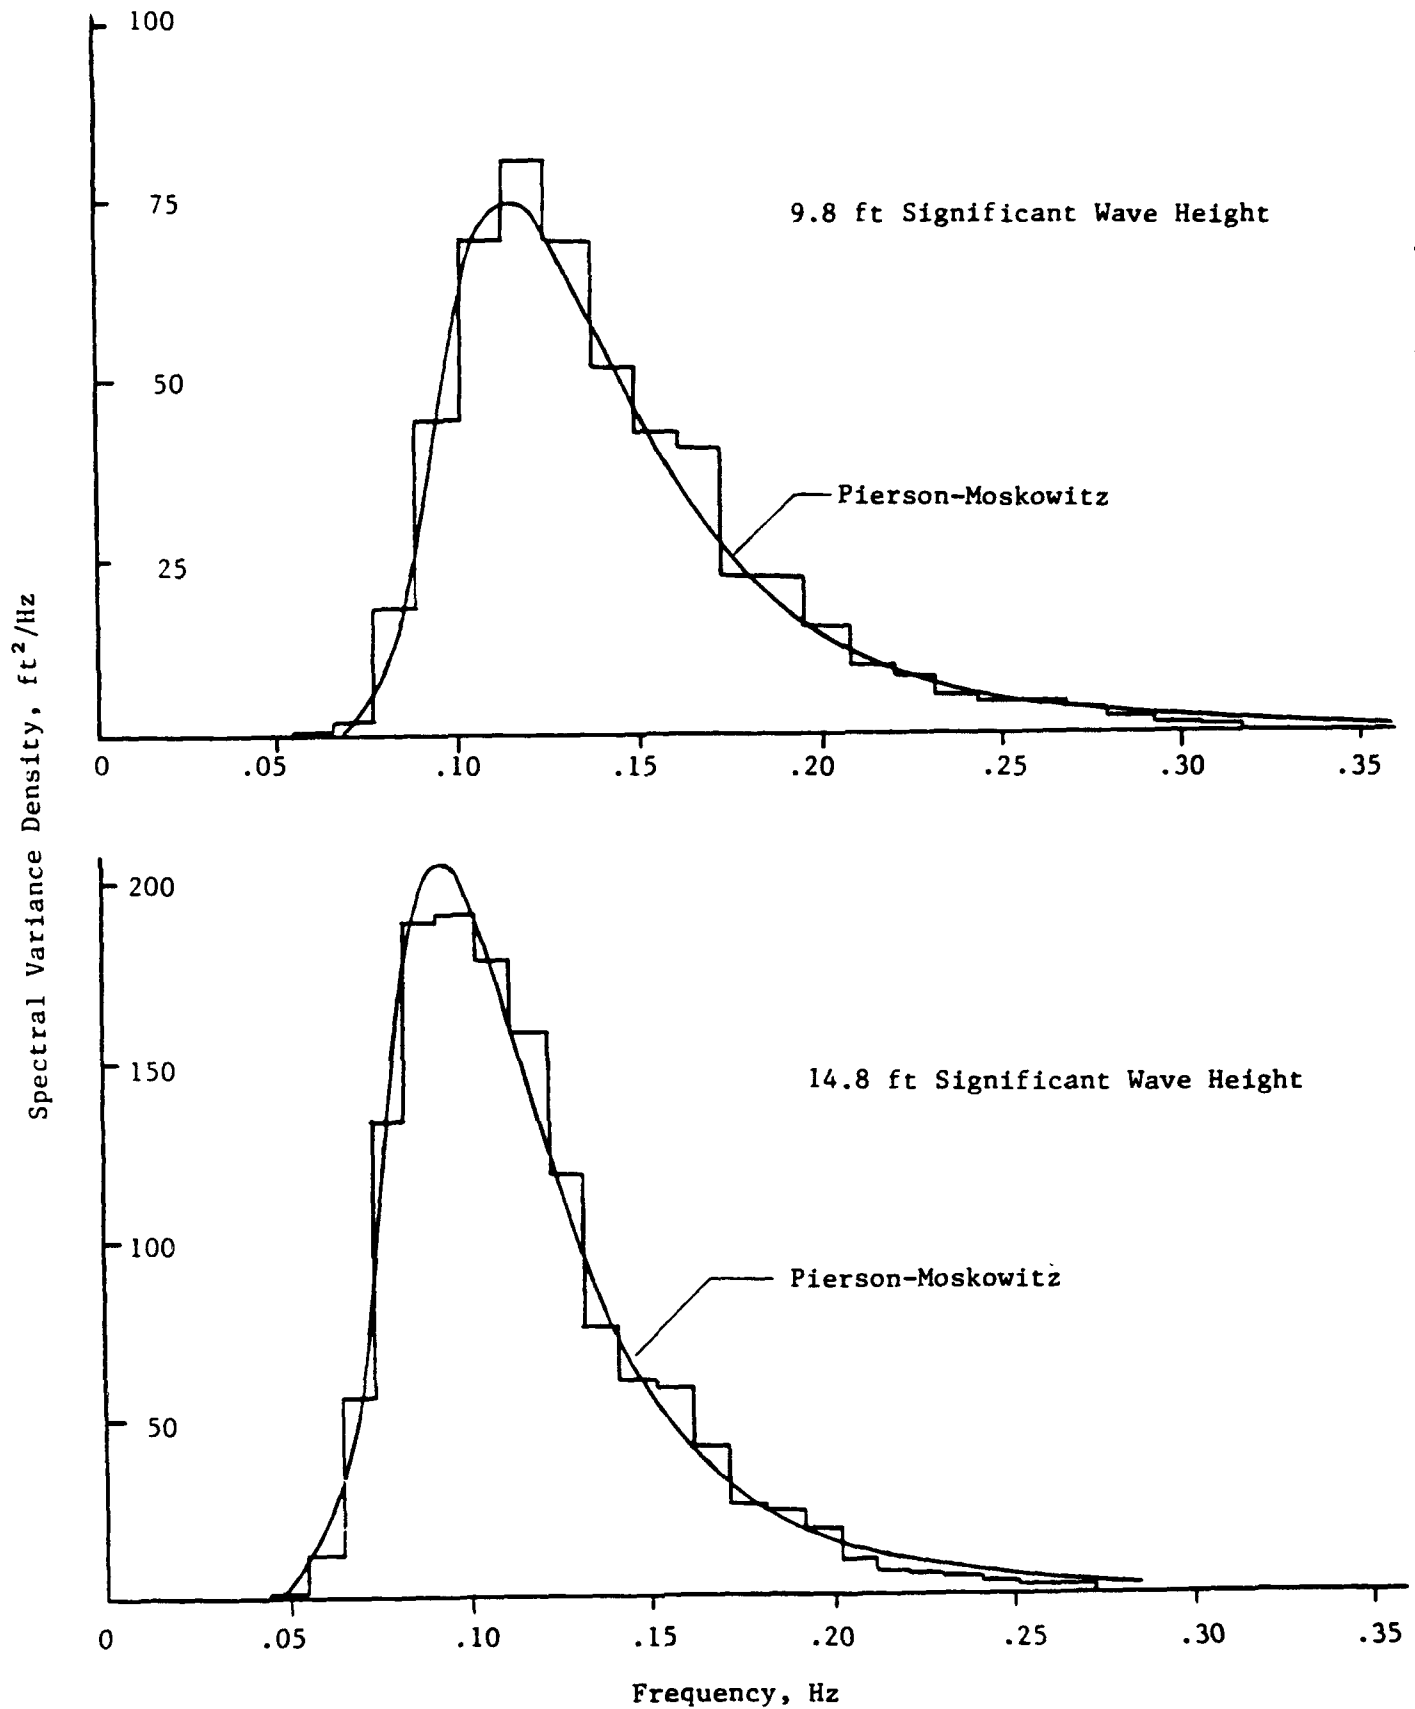 100
75
9.8 ft Significant Wave Height
50
Pierson-Moskowitz
25
0 .05 .10 .15 .20 .25 .30 .35
Spectral Variance Density, ft²/Hz
200
150
14.8 ft Significant Wave Height
100
Pierson-Moskowitz
50
0 .05 .10 .15 .20 .25 .30 .35
Frequency, Hz